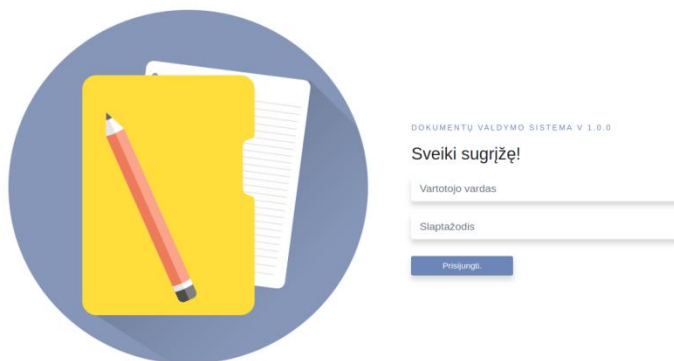 DOKUMENTŲ VALDYMO SISTEMA V 1.0.0
Sveiki sugrįžę!
Vartotojo vardas
Slaptažodis
Prisijungti.